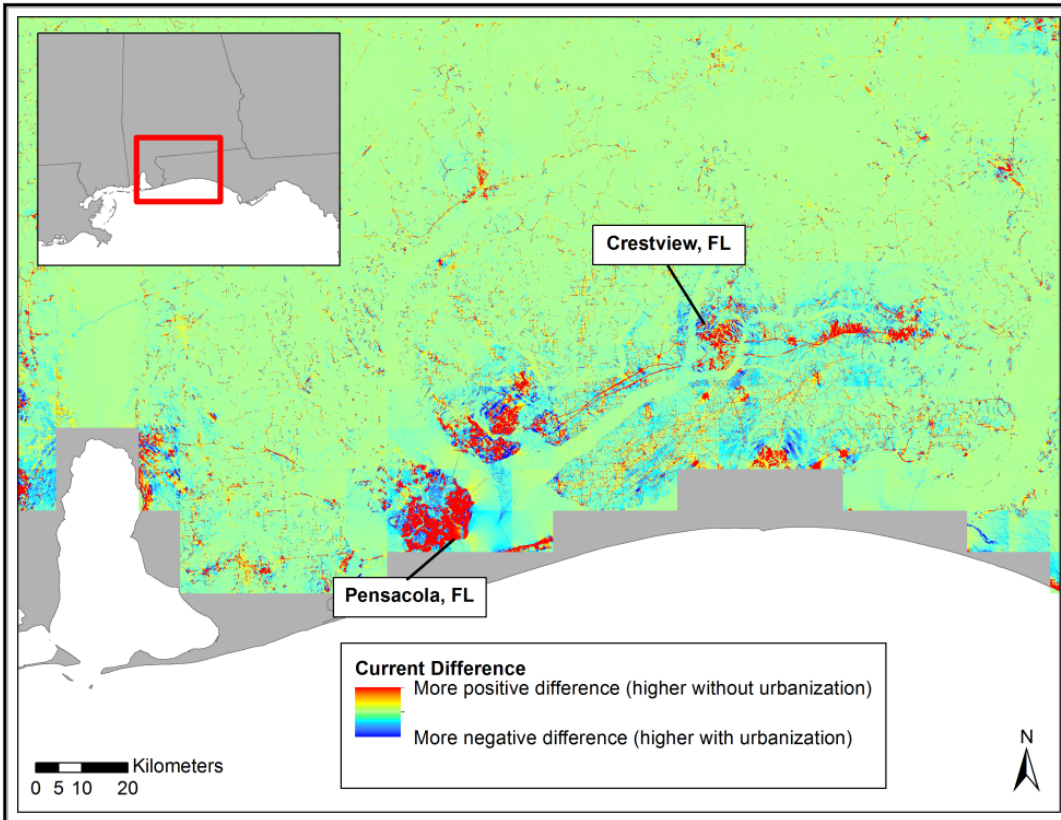 Crestview, FL
Pensacola, FL
Current Difference
More positive difference (higher without urbanization)
More negative difference (higher with urbanization)
Kilometers
0 5 10 20
N